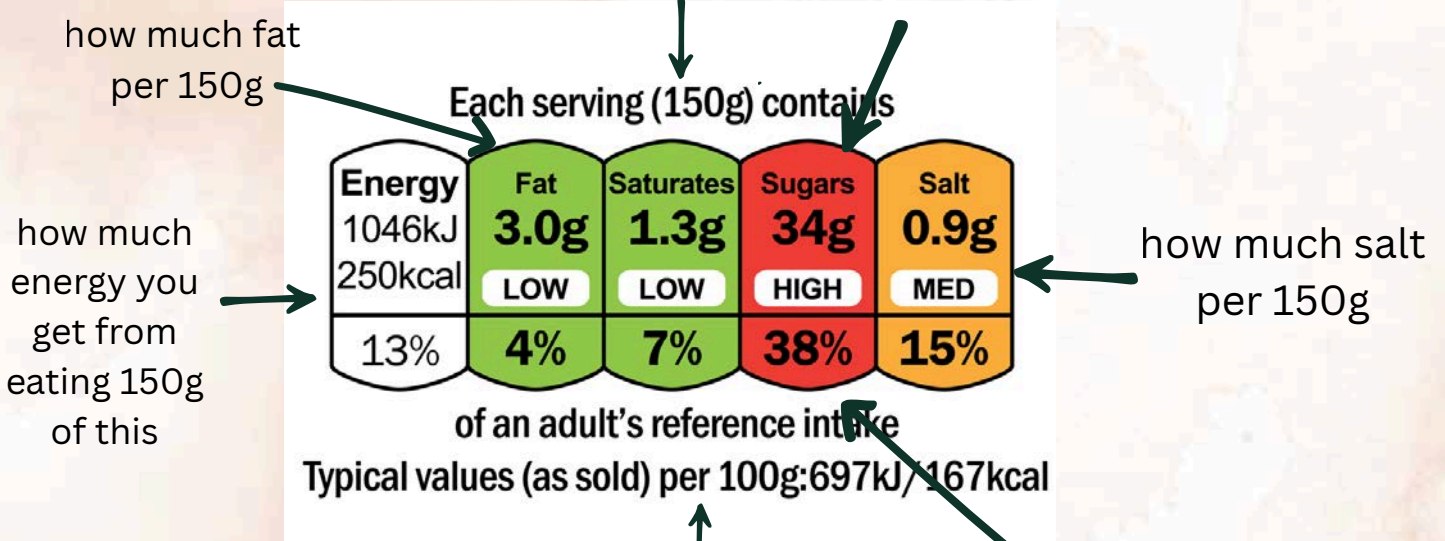 how much fat
per 150g
Each serving (150g) contains
Energy
1046kJ
250kcal
13%
Fat
3.0g
LOW
4%
Saturates
1.3g
LOW
7%
Sugars
34g
HIGH
38%
Salt
0.9g
MED
15%
of an adult's reference intake
Typical values (as sold) per 100g:697kJ/167kcal
how much
energy you
get from
eating 150g
of this
how much salt
per 150g